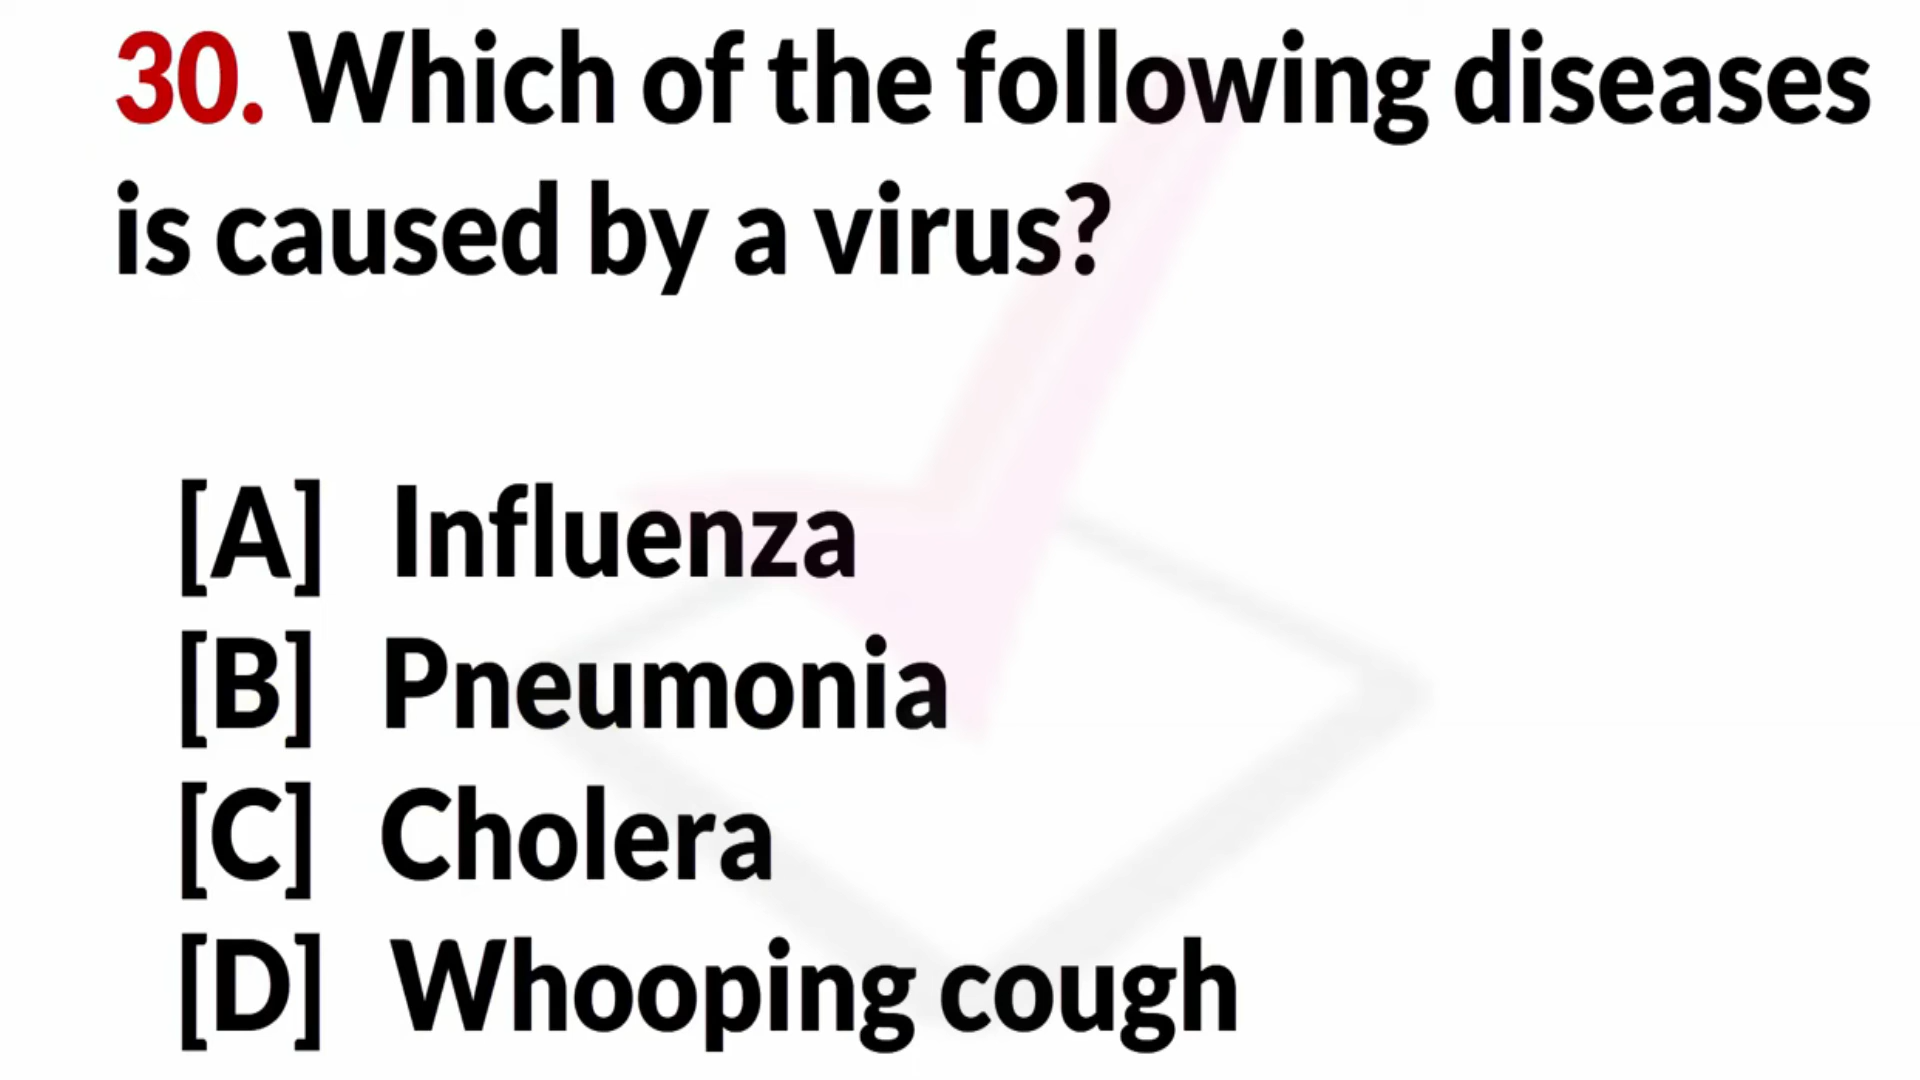 30. Which of the following diseases
is caused by a virus?
[A] Influenza
[B] Pneumonia
[C] Cholera
[D] Whooping cough